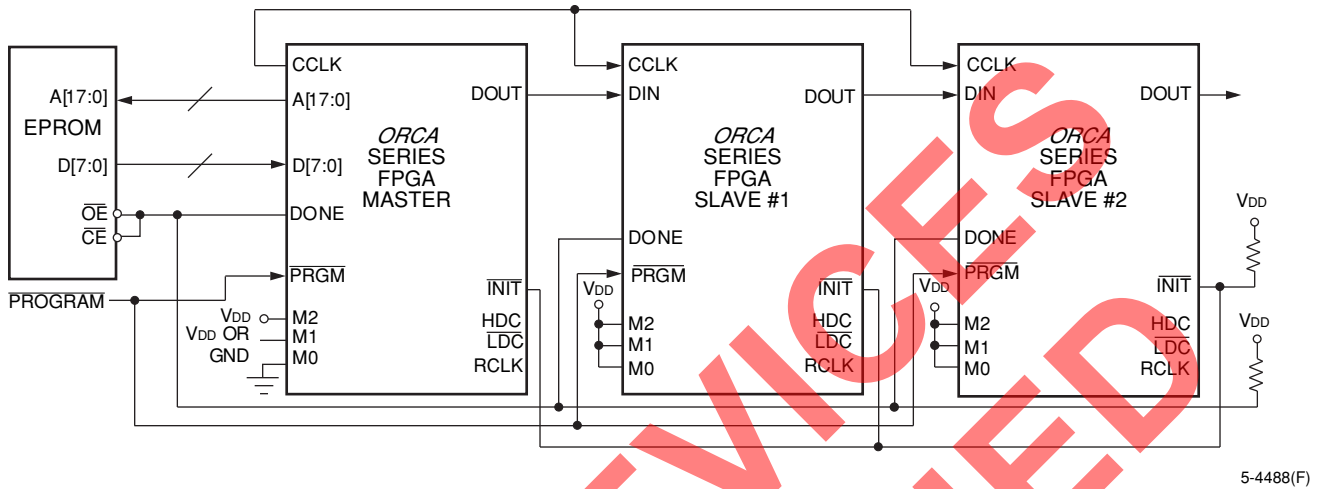 CCLK
A[17:0]
DOUT
ORCA
SERIES
FPGA
MASTER
D[7:0]
DONE
PRGM
INIT
M2
HDC
M1
LDC
M0
RCLK
A[17:0]
EPROM
D[7:0]
OE
CE
PROGRAM
VDD
VDD OR
GND
CCLK
DIN
DOUT
ORCA
SERIES
FPGA
SLAVE #1
DONE
PRGM
VDD
INIT
M2
HDC
M1
LDC
M0
RCLK
CCLK
DIN
DOUT
ORCA
SERIES
FPGA
SLAVE #2
DONE
PRGM
VDD
INIT
M2
HDC
M1
LDC
M0
RCLK
VDD
VDD
5-4488(F)